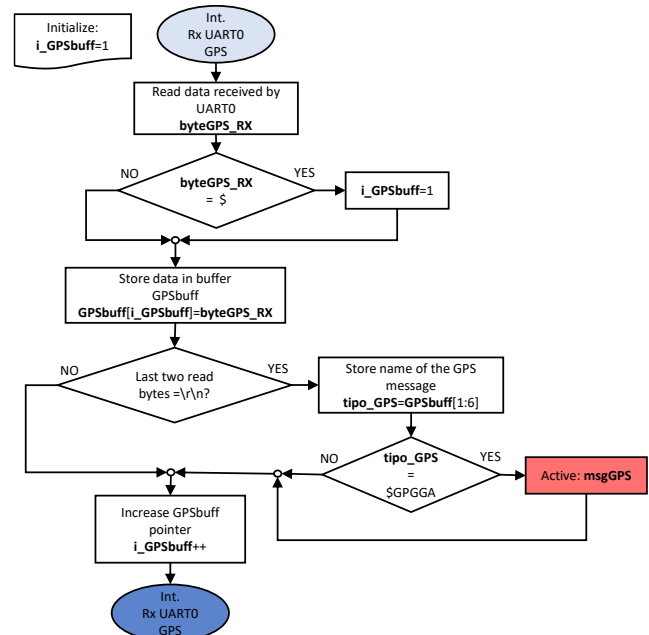 Initialize:
i_GPSbuff=1
Int.
Rx UART0
GPS
Read data received by
UART0
byteGPS_RX
NO
byteGPS_RX
= $
YES
i_GPSbuff=1
Store data in buffer
GPSbuff
GPSbuff[i_GPSbuff]=byteGPS_RX
NO
Last two read
bytes =\r\n?
YES
Store name of the GPS
message
tipo_GPS=GPSbuff[1:6]
NO
tipo_GPS
=
$GPGGA
YES
Active: msgGPS
Increase GPSbuff
pointer
i_GPSbuff++
Int.
Rx UART0
GPS